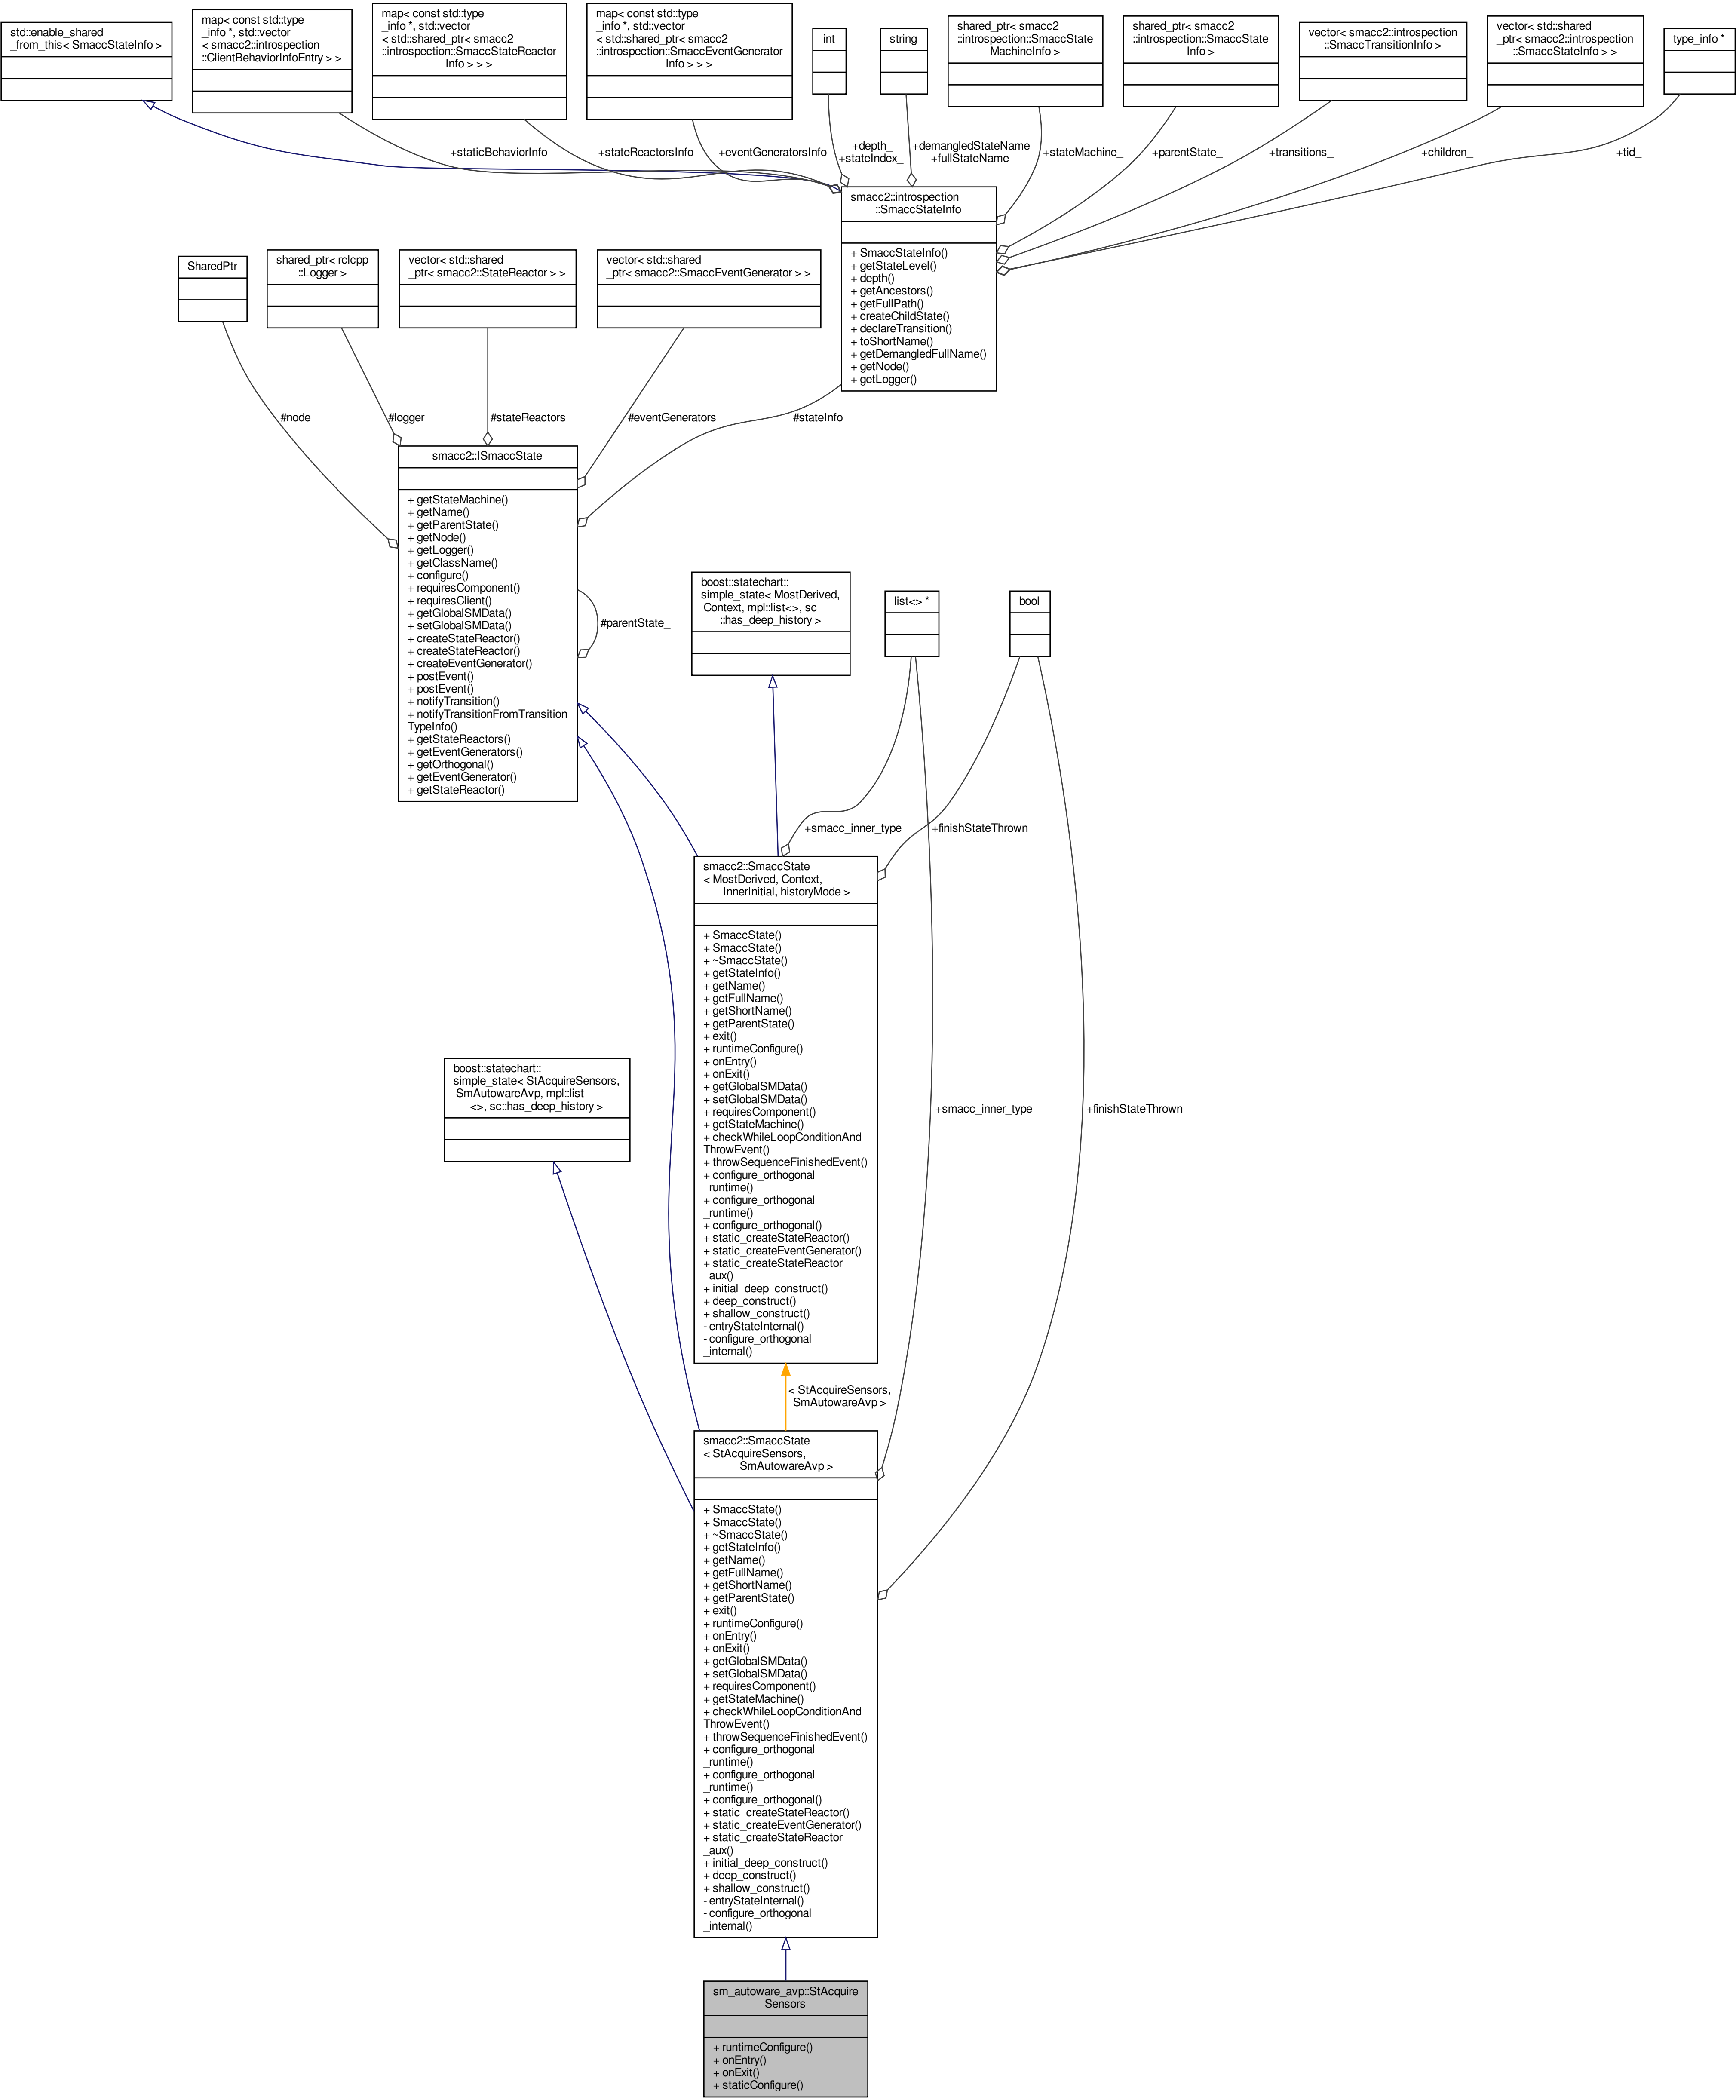 std::enable_shared
_from_this< SmaccStateInfo >
map< const std::type
_info *, std::vector
< smacc2::introspection
::ClientBehaviorInfoEntry > >
map< const std::type
_info *, std::vector
< std::shared_ptr< smacc2
::introspection::SmaccStateReactor
Info > > >
map< const std::type
_info *, std::vector
< std::shared_ptr< smacc2
::introspection::SmaccEventGenerator
Info > > >
int
string
shared_ptr< smacc2
::introspection::SmaccState
MachineInfo >
shared_ptr< smacc2
::introspection::SmaccState
Info >
vector< smacc2::introspection
::SmaccTransitionInfo >
vector< std::shared
_ptr< smacc2::introspection
::SmaccStateInfo > >
type_info *
+staticBehaviorInfo
+stateReactorsInfo
+eventGeneratorsInfo
+depth_
+stateIndex_
+demangledStateName
+fullStateName
+stateMachine_
+parentState_
+transitions_
+children_
+tid_
smacc2::introspection
::SmaccStateInfo
+ SmaccStateInfo()
+ getStateLevel()
+ depth()
+ getAncestors()
+ getFullPath()
+ createChildState()
+ declareTransition()
+ toShortName()
+ getDemangledFullName()
+ getNode()
+ getLogger()
SharedPtr
shared_ptr< rclcpp
::Logger >
vector< std::shared
_ptr< smacc2::StateReactor > >
vector< std::shared
_ptr< smacc2::SmaccEventGenerator > >
#node_
#logger_
#stateReactors_
#eventGenerators_
#stateInfo_
smacc2::ISmaccState
+ getStateMachine()
+ getName()
+ getParentState()
+ getNode()
+ getLogger()
+ getClassName()
+ configure()
+ requiresComponent()
+ requiresClient()
+ getGlobalSMData()
+ setGlobalSMData()
+ createStateReactor()
+ createStateReactor()
+ createEventGenerator()
+ postEvent()
+ postEvent()
+ notifyTransition()
+ notifyTransitionFromTransition
TypeInfo()
+ getStateReactors()
+ getEventGenerators()
+ getOrthogonal()
+ getEventGenerator()
+ getStateReactor()
#parentState_
boost::statechart::
simple_state< MostDerived,
Context, mpl::list<>, sc
::has_deep_history >
list<> *
bool
+smacc_inner_type
+finishStateThrown
smacc2::SmaccState
< MostDerived, Context,
InnerInitial, historyMode >
+ SmaccState()
+ SmaccState()
+ ~SmaccState()
+ getStateInfo()
+ getName()
+ getFullName()
+ getShortName()
+ getParentState()
+ exit()
+ runtimeConfigure()
+ onEntry()
+ onExit()
+ getGlobalSMData()
+ setGlobalSMData()
+ requiresComponent()
+ getStateMachine()
+ checkWhileLoopConditionAnd
ThrowEvent()
+ throwSequenceFinishedEvent()
+ configure_orthogonal
_runtime()
+ configure_orthogonal
_runtime()
+ configure_orthogonal()
+ static_createStateReactor()
+ static_createEventGenerator()
+ static_createStateReactor
_aux()
+ initial_deep_construct()
+ deep_construct()
+ shallow_construct()
- entryStateInternal()
- configure_orthogonal
_internal()
boost::statechart::
simple_state< StAcquireSensors,
SmAutowareAvp, mpl::list
<>, sc::has_deep_history >
+smacc_inner_type
+finishStateThrown
< StAcquireSensors,
SmAutowareAvp >
smacc2::SmaccState
< StAcquireSensors,
SmAutowareAvp >
+ SmaccState()
+ SmaccState()
+ ~SmaccState()
+ getStateInfo()
+ getName()
+ getFullName()
+ getShortName()
+ getParentState()
+ exit()
+ runtimeConfigure()
+ onEntry()
+ onExit()
+ getGlobalSMData()
+ setGlobalSMData()
+ requiresComponent()
+ getStateMachine()
+ checkWhileLoopConditionAnd
ThrowEvent()
+ throwSequenceFinishedEvent()
+ configure_orthogonal
_runtime()
+ configure_orthogonal
_runtime()
+ configure_orthogonal()
+ static_createStateReactor()
+ static_createEventGenerator()
+ static_createStateReactor
_aux()
+ initial_deep_construct()
+ deep_construct()
+ shallow_construct()
- entryStateInternal()
- configure_orthogonal
_internal()
sm_autoware_avp::StAcquire
Sensors
+ runtimeConfigure()
+ onEntry()
+ onExit()
+ staticConfigure()